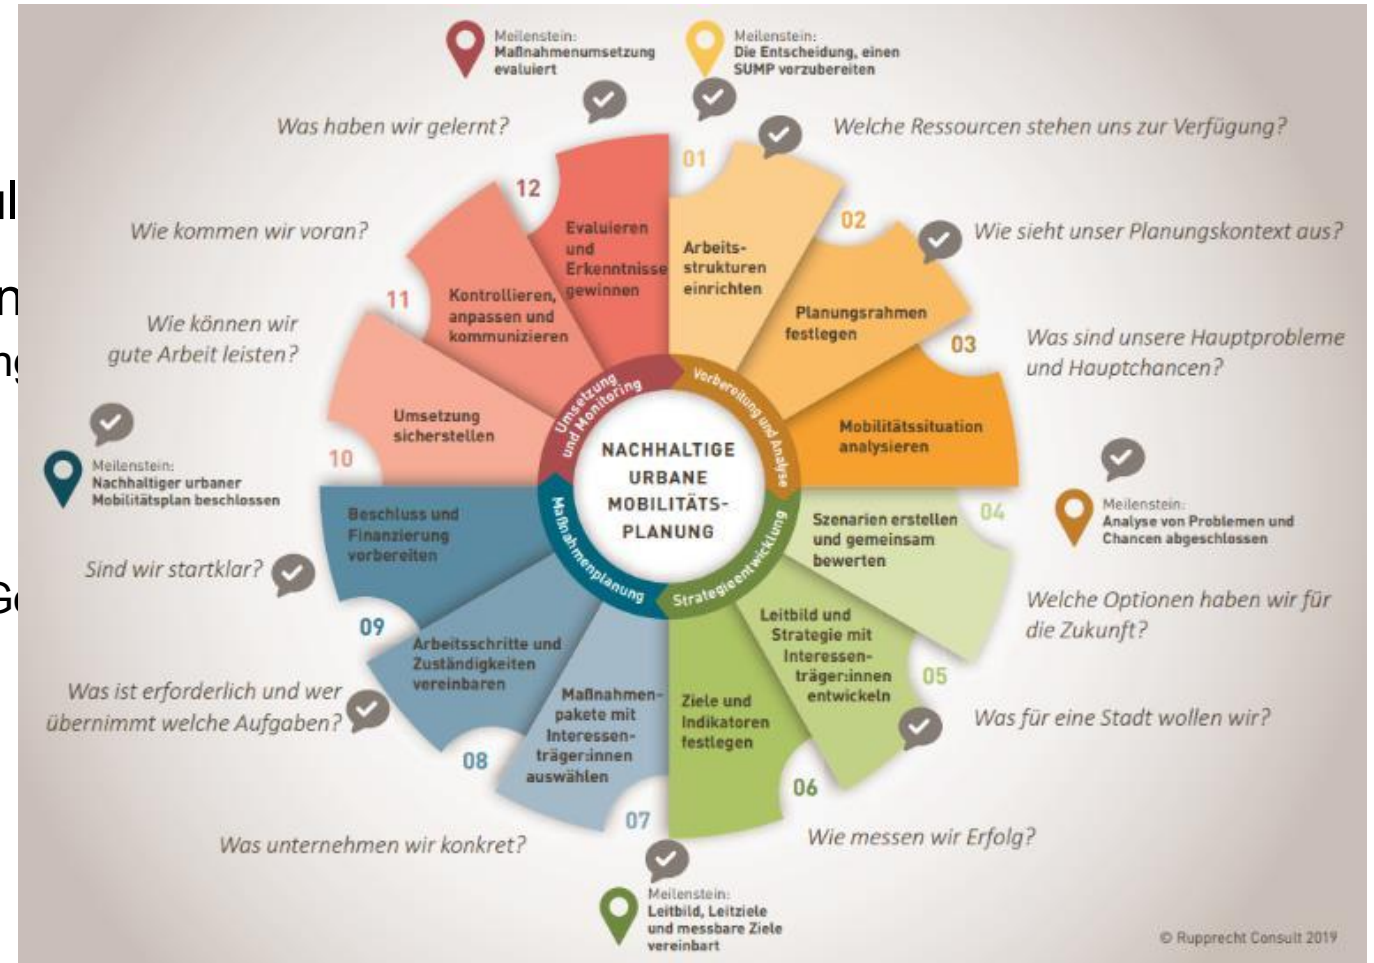 Meilenstein:
Maßnahmenumsetzung
evaluiert
Meilenstein:
Die Entscheidung, einen
SUMP vorzubereiten
Was haben wir gelernt?
Welche Ressourcen stehen uns zur Verfügung?
Wie kommen wir voran?
Wie sieht unser Planungskontext aus?
Wie können wir
gute Arbeit leisten?
Was sind unsere Hauptprobleme
und Hauptchancen?
01
Arbeits-
strukturen
einrichten
02
Planungsrahmen
festlegen
03
Mobilitätssituation
analysieren
04
Szenarien erstellen
und gemeinsam
bewerten
05
Leitbild und
Strategie mit
Interessen-
träger:innen
entwickeln
06
Ziele und
Indikatoren
festlegen
07
Maßnahmen-
pakete mit
Interessen-
träger:innen
auswählen
08
Arbeitsschritte und
Zuständigkeiten
vereinbaren
09
Beschluss und
Finanzierung
vorbereiten
10
Umsetzung
sicherstellen
11
Kontrollieren,
anpassen und
kommunizieren
12
Evaluieren
und
Erkenntnisse
gewinnen
Umsetzung
und Monitoring
Vorbereitung und Analyse
Strategieentwicklung
Maßnahmenplanung
NACHHALTIGE
URBANE
MOBILITÄTS-
PLANUNG
Meilenstein:
Nachhaltiger urbaner
Mobilitätsplan beschlossen
Meilenstein:
Analyse von Problemen und
Chancen abgeschlossen
Sind wir startklar?
Welche Optionen haben wir für
die Zukunft?
Was ist erforderlich und wer
übernimmt welche Aufgaben?
Was für eine Stadt wollen wir?
Was unternehmen wir konkret?
Wie messen wir Erfolg?
Meilenstein:
Leitbild, Leitziele
und messbare Ziele
vereinbart
© Rupprecht Consult 2019